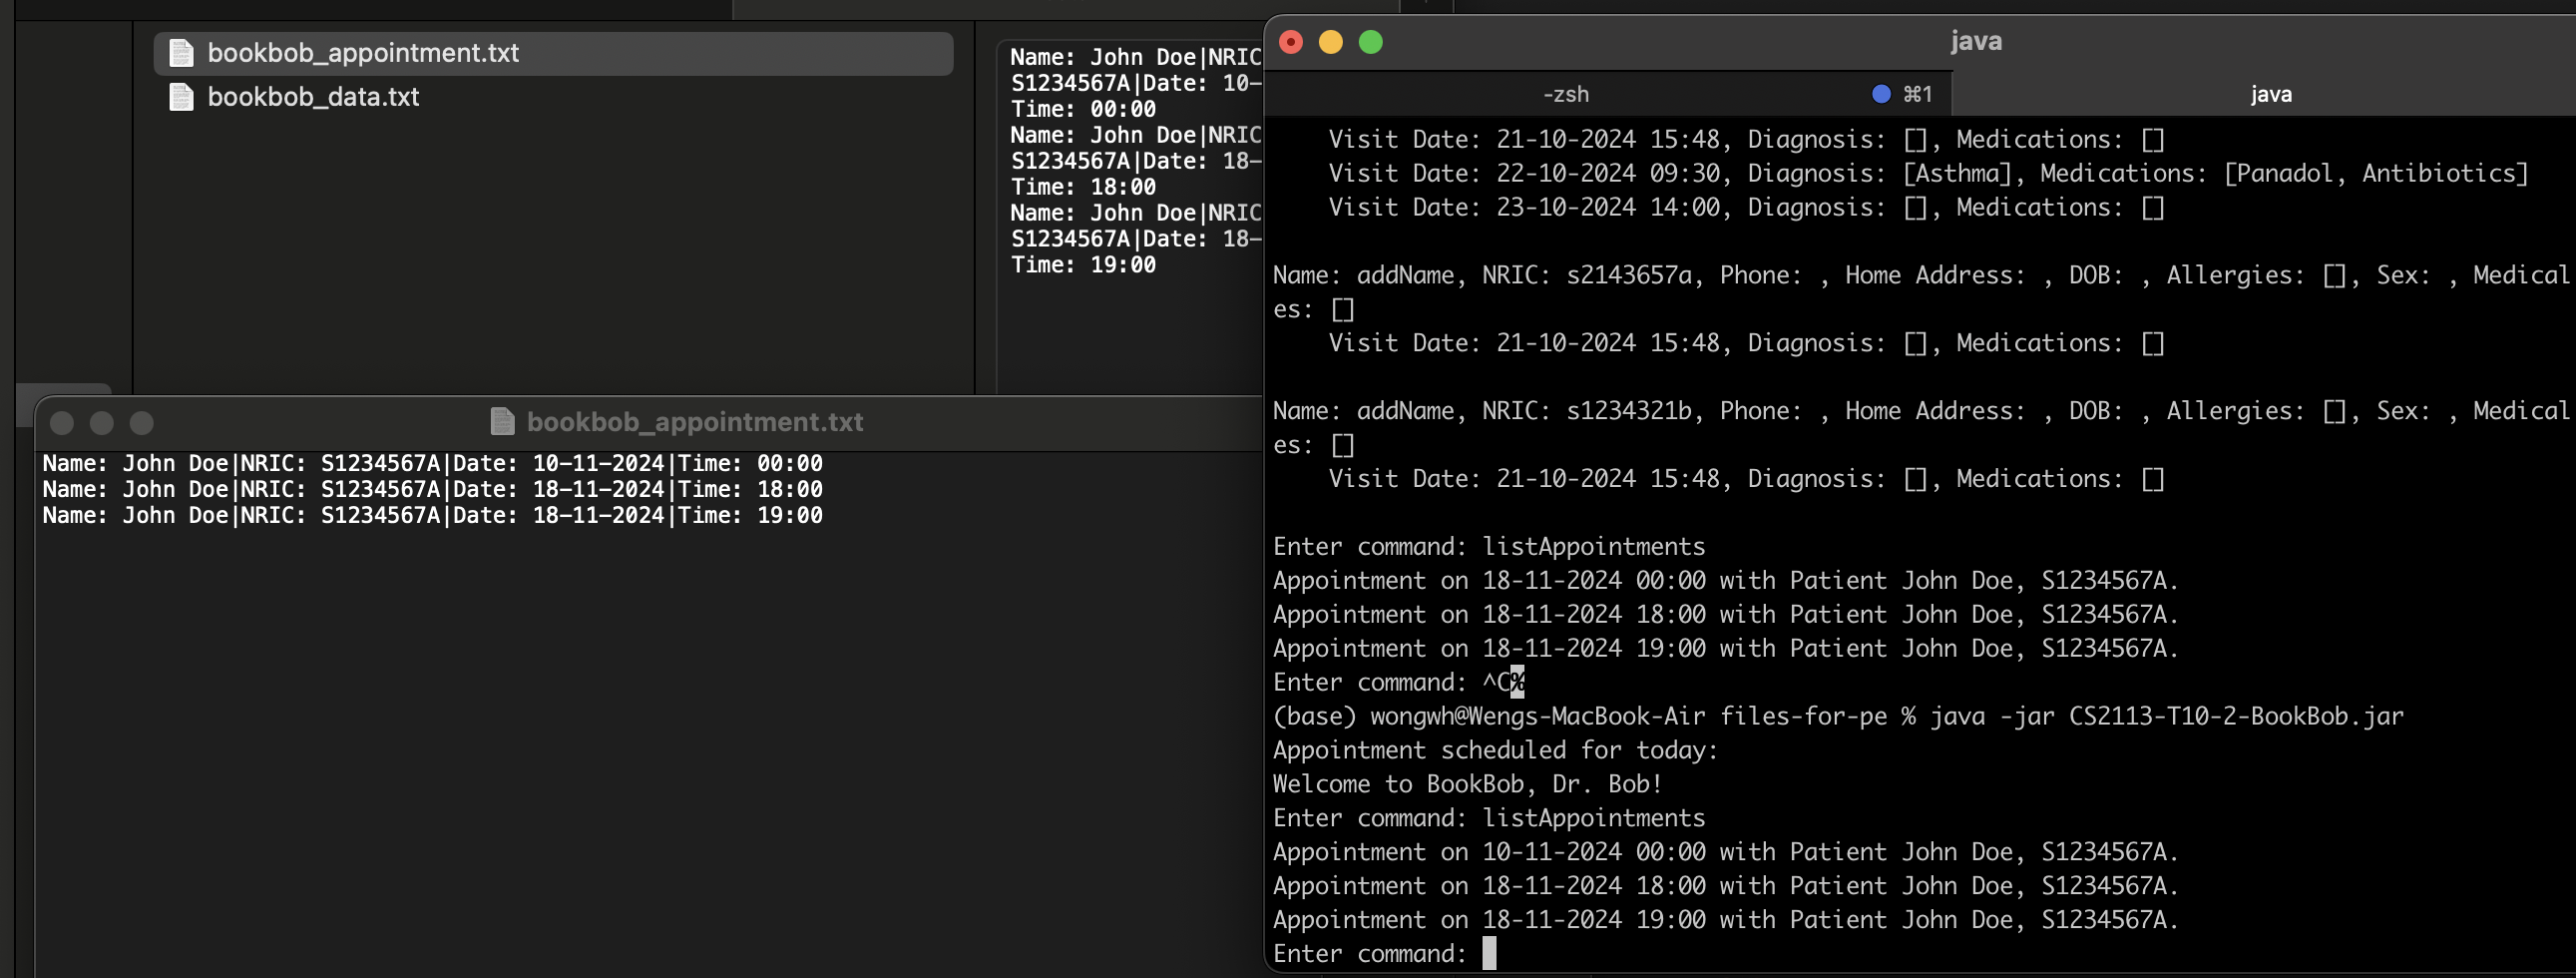 bookbob_appointment.txt
bookbob_data.txt
Name: John Doe|NRIC
S1234567A|Date: 10-
Time: 00:00
Name: John Doe|NRIC
S1234567A|Date: 18-
Time: 18:00
Name: John Doe|NRIC
S1234567A|Date: 18-
Time: 19:00
bookbob_appointment.txt
Name: John Doe|NRIC: S1234567A|Date: 10-11-2024|Time: 00:00
Name: John Doe|NRIC: S1234567A|Date: 18-11-2024|Time: 18:00
Name: John Doe|NRIC: S1234567A|Date: 18-11-2024|Time: 19:00
java
-zsh ⌘1 java
Visit Date: 21-10-2024 15:48, Diagnosis: [], Medications: []
Visit Date: 22-10-2024 09:30, Diagnosis: [Asthma], Medications: [Panadol, Antibiotics]
Visit Date: 23-10-2024 14:00, Diagnosis: [], Medications: []
Name: addName, NRIC: s2143657a, Phone: , Home Address: , DOB: , Allergies: [], Sex: , Medical
es: []
Visit Date: 21-10-2024 15:48, Diagnosis: [], Medications: []
Name: addName, NRIC: s1234321b, Phone: , Home Address: , DOB: , Allergies: [], Sex: , Medical
es: []
Visit Date: 21-10-2024 15:48, Diagnosis: [], Medications: []
Enter command: listAppointments
Appointment on 18-11-2024 00:00 with Patient John Doe, S1234567A.
Appointment on 18-11-2024 18:00 with Patient John Doe, S1234567A.
Appointment on 18-11-2024 19:00 with Patient John Doe, S1234567A.
Enter command: ^C%
(base) wongwh@Wengs-MacBook-Air files-for-pe % java -jar CS2113-T10-2-BookBob.jar
Appointment scheduled for today:
Welcome to BookBob, Dr. Bob!
Enter command: listAppointments
Appointment on 10-11-2024 00:00 with Patient John Doe, S1234567A.
Appointment on 18-11-2024 18:00 with Patient John Doe, S1234567A.
Appointment on 18-11-2024 19:00 with Patient John Doe, S1234567A.
Enter command: